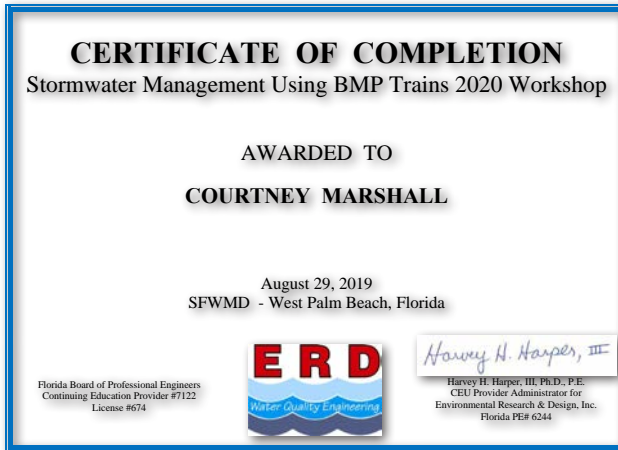 CERTIFICATE OF COMPLETION
Stormwater Management Using BMP Trains 2020 Workshop
AWARDED TO
COURTNEY MARSHALL
August 29, 2019
SFWMD - West Palm Beach, Florida
Florida Board of Professional Engineers
Continuing Education Provider #7122
License #674
ERD
Water Quality Engineering
Harvey H. Harper, III
Harvey H. Harper, III, Ph.D., P.E.
CEU Provider Administrator for
Environmental Research & Design, Inc.
Florida PE# 6244